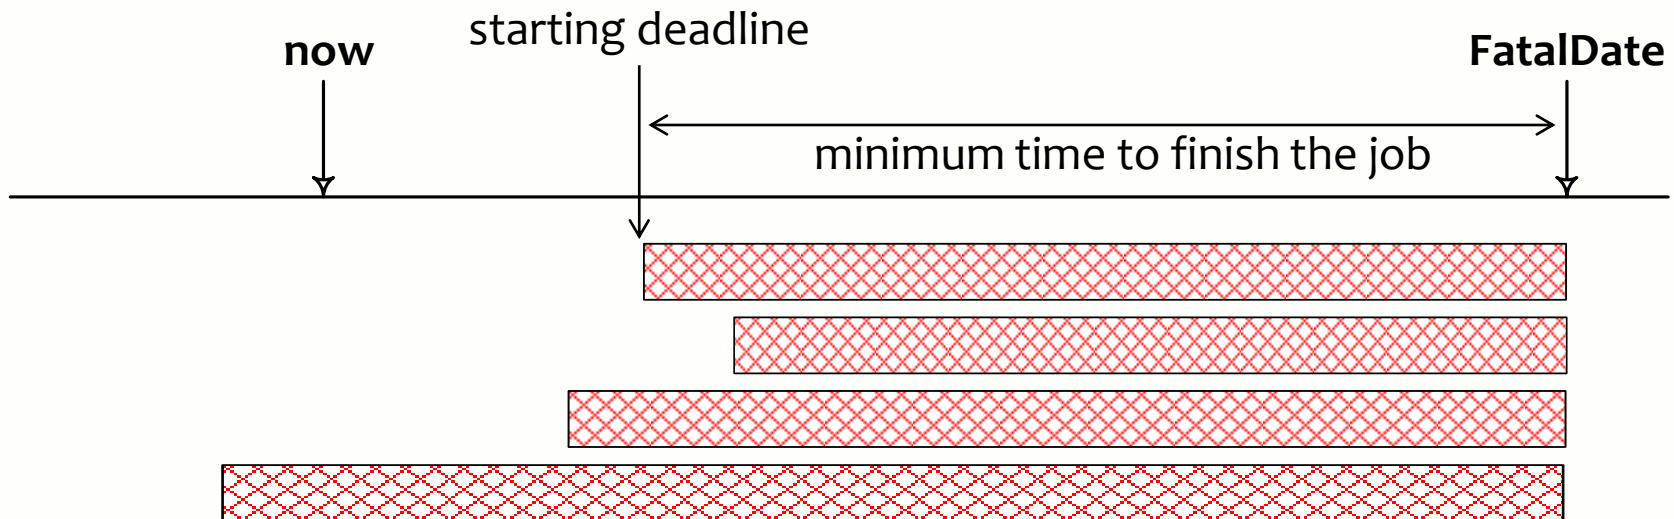 starting deadline
now
FatalDate
minimum time to finish the job